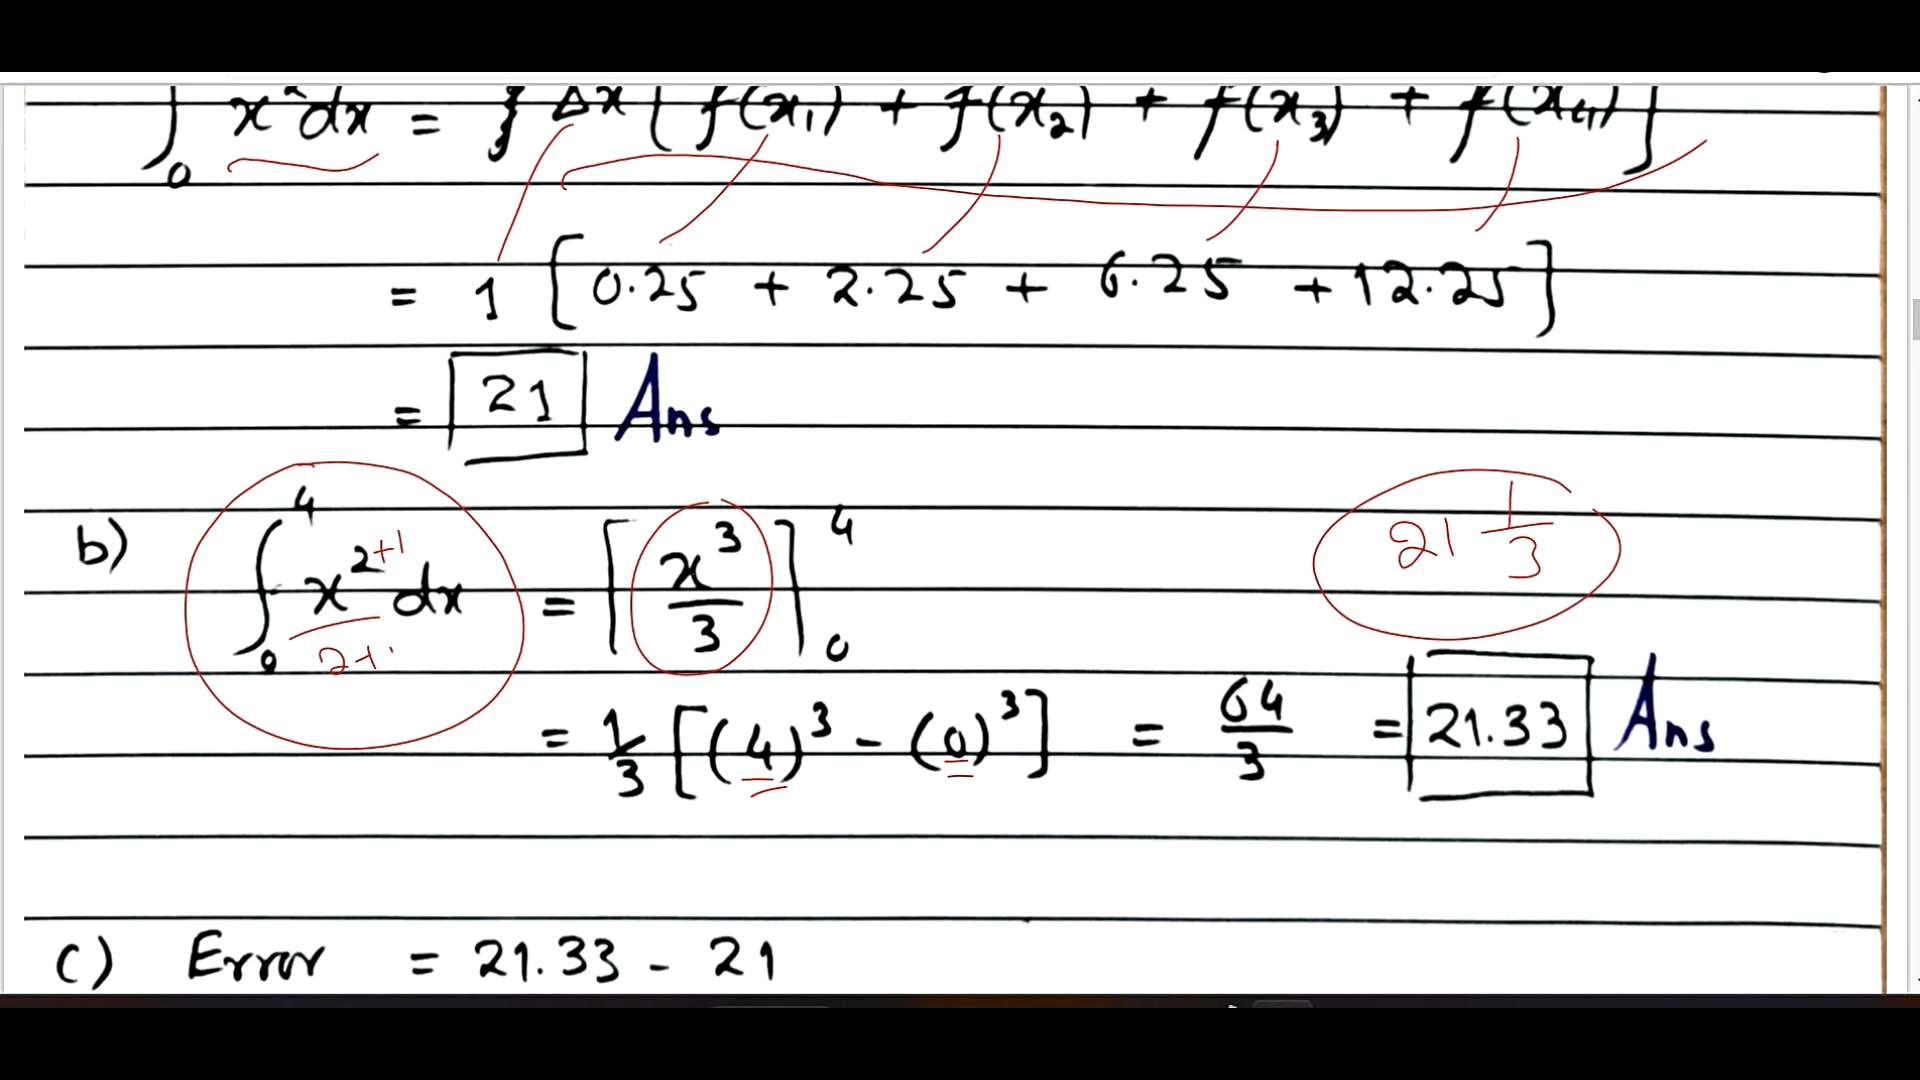 ∫₀ x²dx = Δx [f(x₁) + f(x₂) + f(x₃) + f(x₄)]
= 1 [0.25 + 2.25 + 6.25 + 12.25]
= 21 Ans
b) ∫₀⁴ x² dx = [x³/3]₀⁴
+1
2+
21 1/3
= 1/3 [(4)³ - (0)³] = 64/3 = 21.33 Ans
c) Error = 21.33 - 21